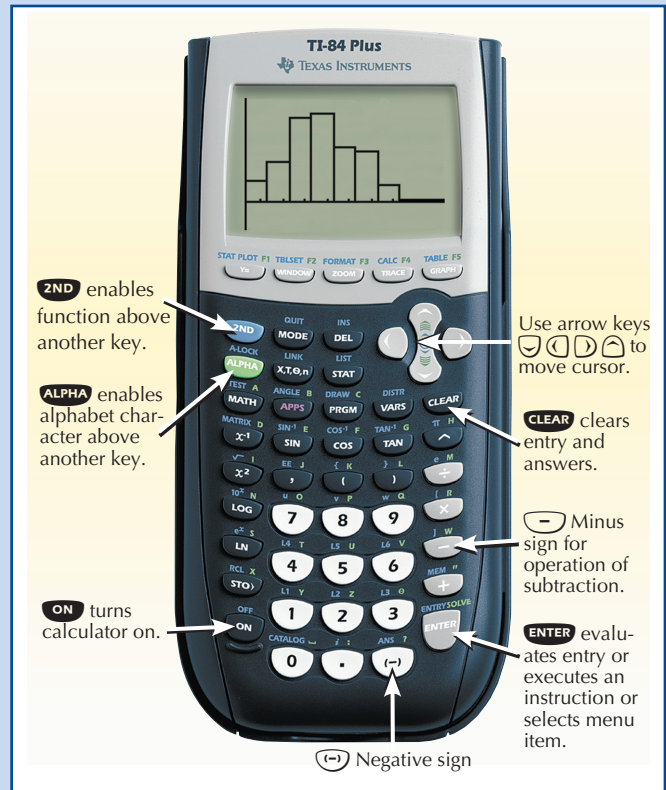 TI-84 Plus
TEXAS INSTRUMENTS
STAT PLOT F1 TBLSET F2 FORMAT F3 CALC F4 TABLE F5
Y= WINDOW ZOOM TRACE GRAPH
2ND enables
function above
another key.
ALPHA enables
alphabet char-
acter above
another key.
ON turns
calculator on.
QUIT INS
2ND MODE DEL
A-LOCK LINK LIST
ALPHA X,T,Θ,n STAT
TEST A ANGLE B DRAW C DISTR
MATH APPS PRGM VARS CLEAR
MATRIX D SIN⁻¹ E COS⁻¹ F TAN⁻¹ G π H
x⁻¹ SIN COS TAN ^
√ I EE J { K } L e M
x² , ( ) ÷
10ˣ N u O v P w Q [ R
LOG 7 8 9 ×
eˣ S L4 T L5 U L6 V ] W
LN 4 5 6 −
RCL X L1 Y L2 Z L3 θ MEM "
STO› 1 2 3 +
OFF CATALOG i : ANS ? ENTRY SOLVE
ON 0 . (−) ENTER
Use arrow keys
to
move cursor.
CLEAR clears
entry and
answers.
− Minus
sign for
operation of
subtraction.
ENTER evalu-
ates entry or
executes an
instruction or
selects menu
item.
(−) Negative sign